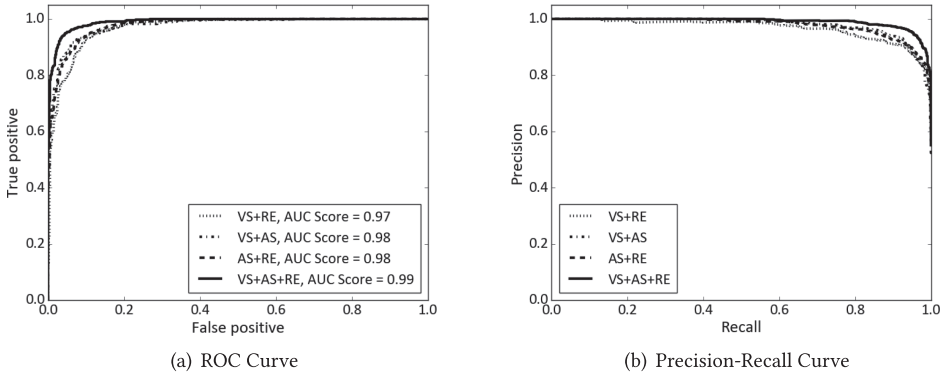 1.0
0.8
0.6
0.4
0.2
0.0
True positive
VS+RE, AUC Score = 0.97
VS+AS, AUC Score = 0.98
AS+RE, AUC Score = 0.98
VS+AS+RE, AUC Score = 0.99
0.0 0.2 0.4 0.6 0.8 1.0
False positive
(a) ROC Curve
1.0
0.8
0.6
0.4
0.2
0.0
Precision
VS+RE
VS+AS
AS+RE
VS+AS+RE
0.0 0.2 0.4 0.6 0.8 1.0
Recall
(b) Precision-Recall Curve